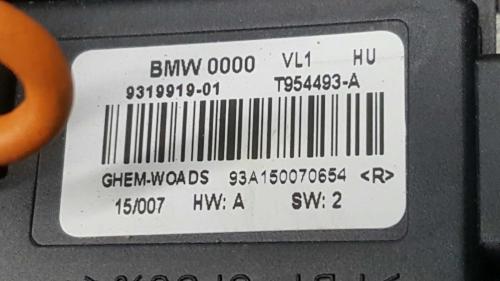 BMW 0000 VL1 HU
9319919-01 T954493-A
GHEM-WOADS 93A150070654 <R>
15/007 HW: A SW: 2